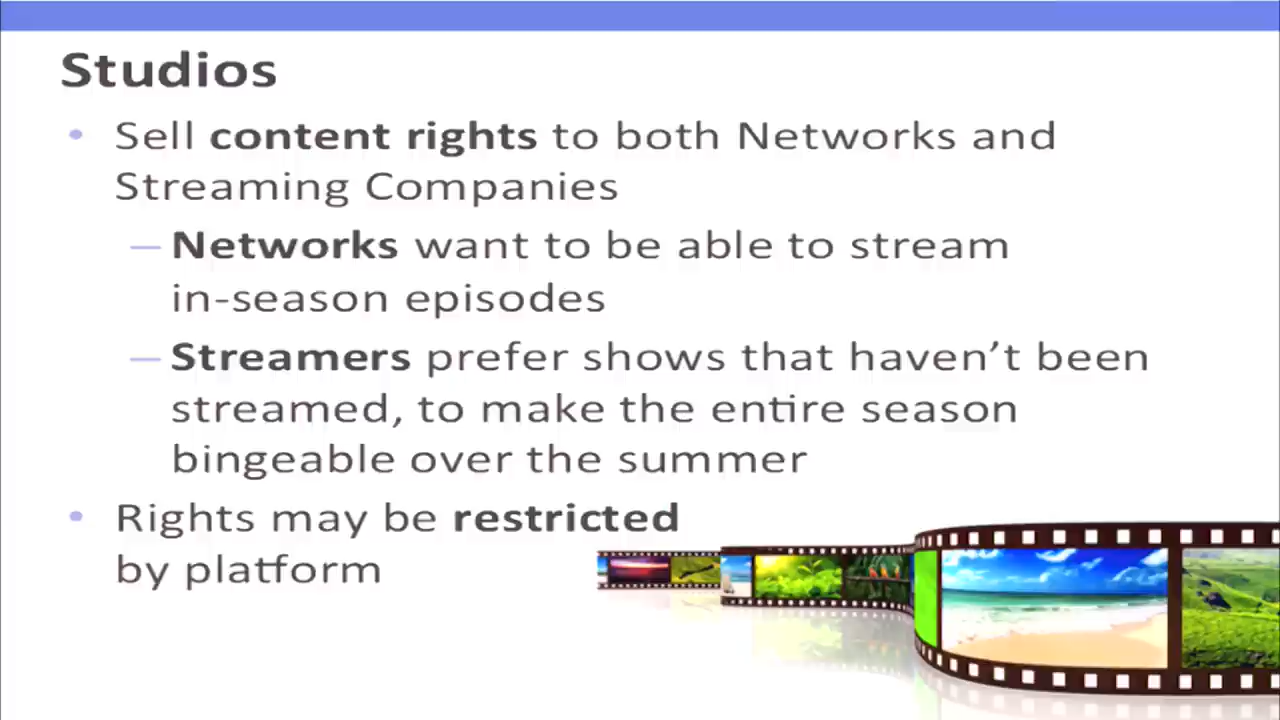 Studios
• Sell content rights to both Networks and
Streaming Companies
— Networks want to be able to stream
in-season episodes
— Streamers prefer shows that haven’t been
streamed, to make the entire season
bingeable over the summer
• Rights may be restricted
by platform